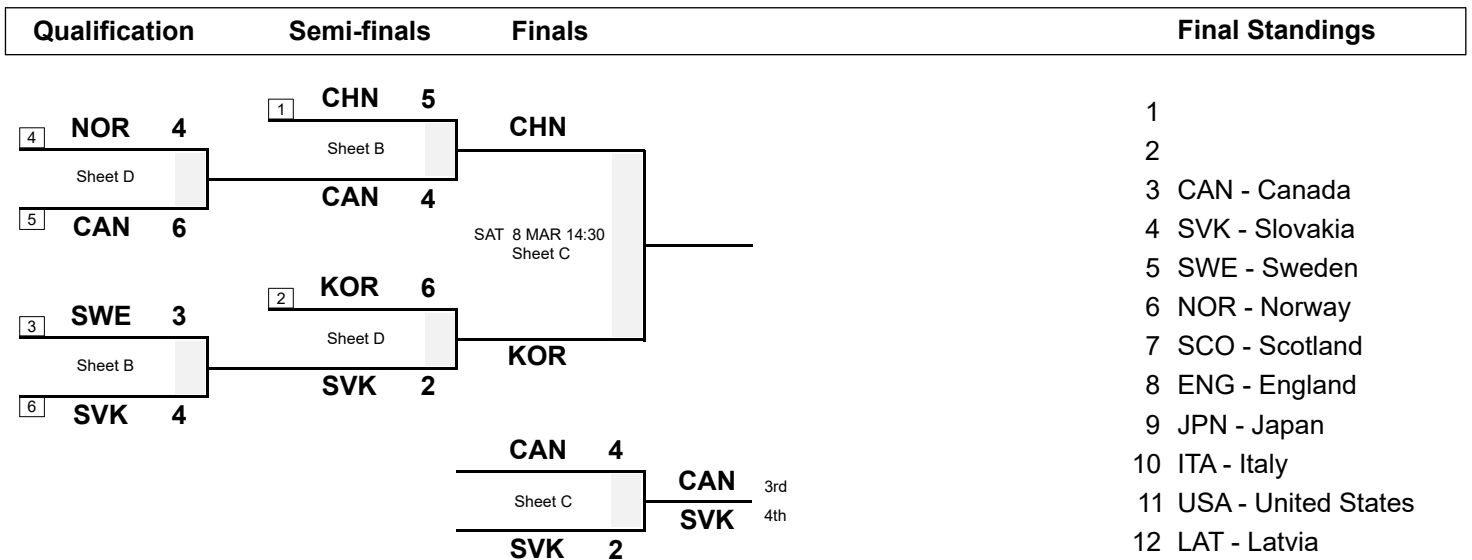 Qualification Semi-finals Finals Final Standings
1 CHN 5
4 NOR 4
Sheet D
5 CAN 6
Sheet B
CAN 4
CHN
SAT 8 MAR 14:30
Sheet C
KOR
2 KOR 6
3 SWE 3
Sheet B
6 SVK 4
Sheet D
SVK 2
CAN 4
Sheet C
SVK 2
CAN 3rd
SVK 4th
1
2
3 CAN - Canada
4 SVK - Slovakia
5 SWE - Sweden
6 NOR - Norway
7 SCO - Scotland
8 ENG - England
9 JPN - Japan
10 ITA - Italy
11 USA - United States
12 LAT - Latvia